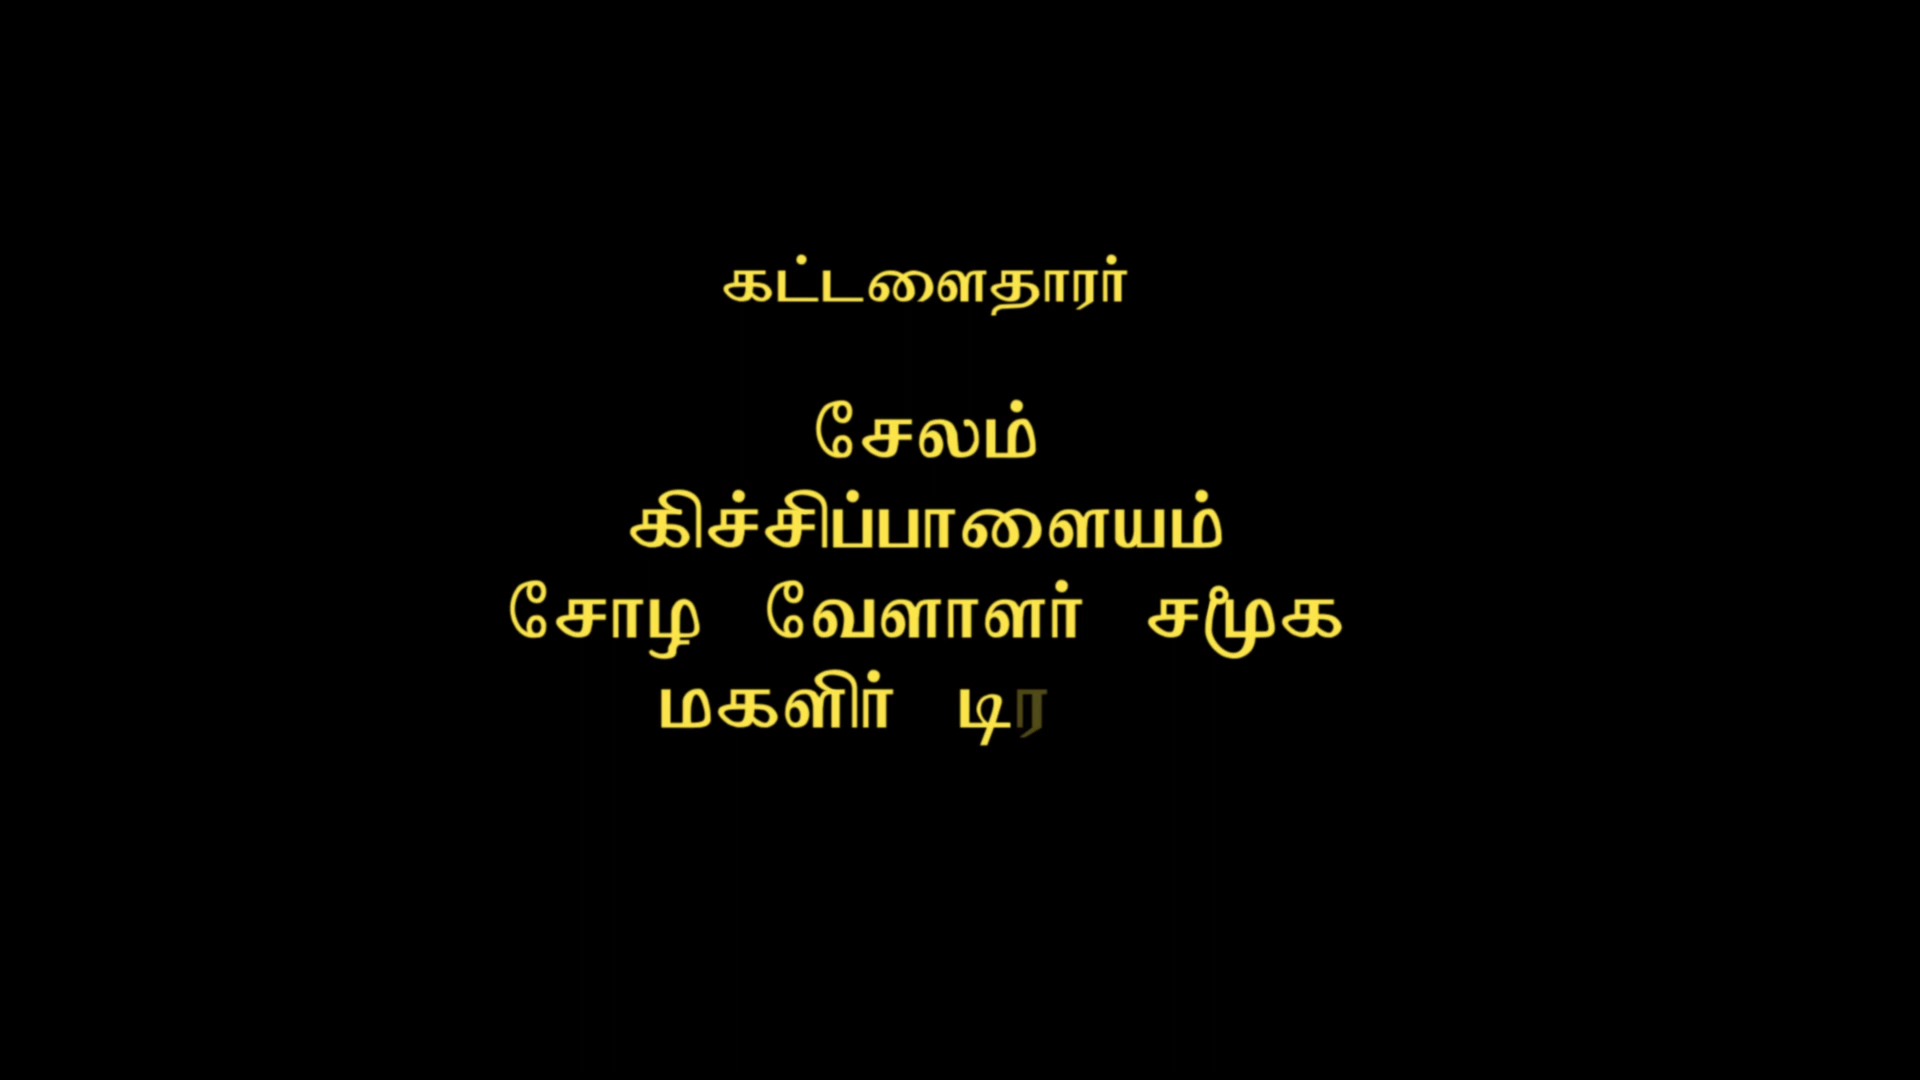 கட்டளைதாரர்
சேலம்
கிச்சிப்பாளையம்
சோழ வேளாளர் சமூக
மகளிர் டிர